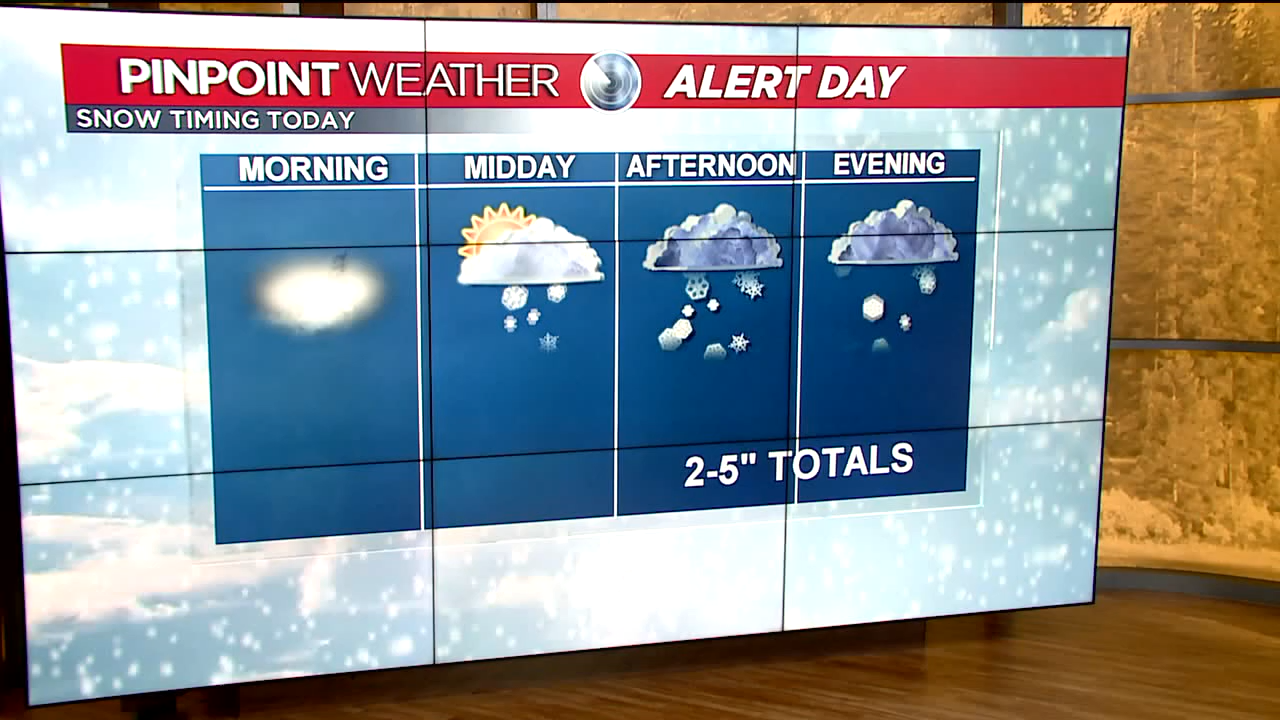 PINPOINT WEATHER ALERT DAY
SNOW TIMING TODAY
MORNING MIDDAY AFTERNOON EVENING
2-5" TOTALS